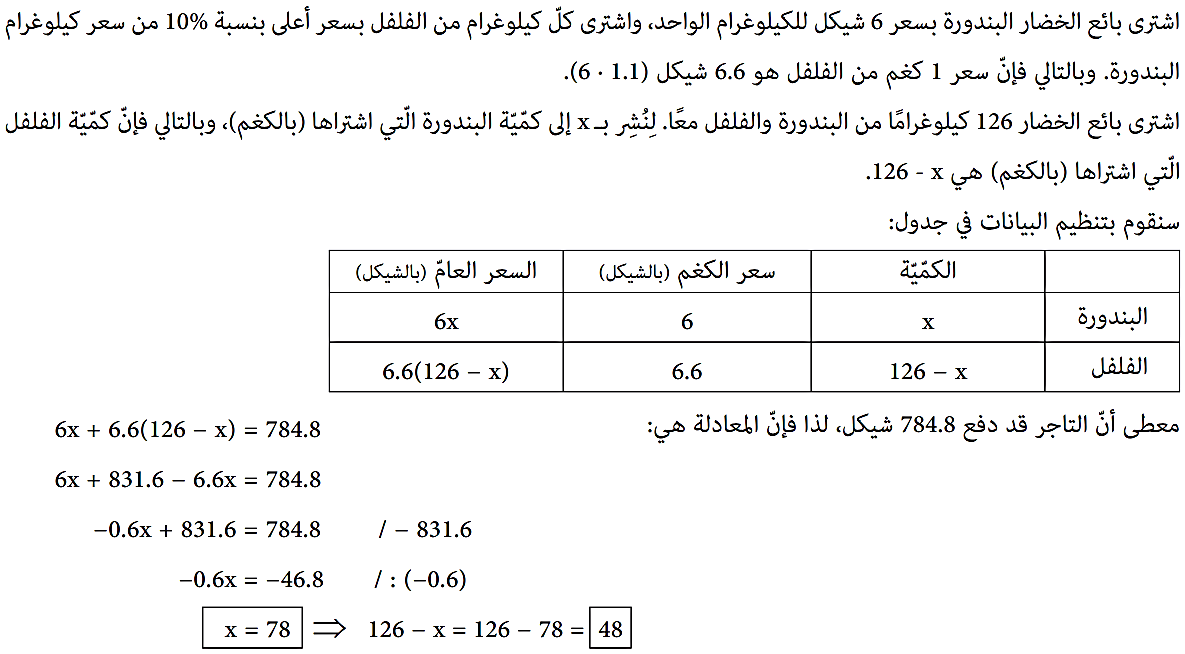 اشترى بائع الخضار البندورة بسعر 6 شيكل للكيلوغرام الواحد، واشترى كلّ كيلوغرام من الفلفل بسعر أعلى بنسبة 10% من سعر كيلوغرام
البندورة. وبالتالي فإنّ سعر 1 كغم من الفلفل هو 6.6 شيكل (6 · 1.1).
اشترى بائع الخضار 126 كيلوغرامًا من البندورة والفلفل معًا. لِنُشِر بـ x إلى كمّيّة البندورة الّتي اشتراها (بالكغم)، وبالتالي فإنّ كمّيّة الفلفل
الّتي اشتراها (بالكغم) هي 126 - x.
سنقوم بتنظيم البيانات في جدول:
الكمّيّة سعر الكغم (بالشيكل) السعر العامّ (بالشيكل)
البندورة x 6 6x
الفلفل 126 − x 6.6 6.6(126 − x)
معطى أنّ التاجر قد دفع 784.8 شيكل، لذا فإنّ المعادلة هي:
6x + 6.6(126 − x) = 784.8
6x + 831.6 − 6.6x = 784.8
−0.6x + 831.6 = 784.8 / − 831.6
−0.6x = −46.8 / : (−0.6)
x = 78 ⟹ 126 − x = 126 − 78 = 48